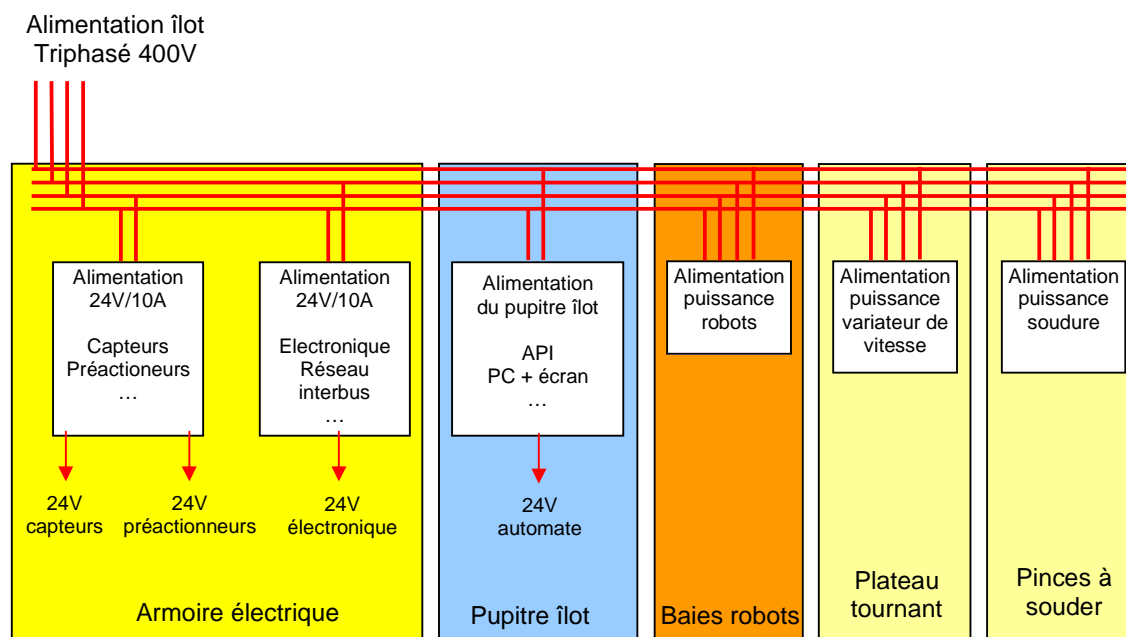 Alimentation îlot
Triphasé 400V
Alimentation
24V/10A
Capteurs
Préactioneurs
…
Alimentation
24V/10A
Electronique
Réseau
interbus
…
Alimentation
du pupitre îlot
API
PC + écran
…
Alimentation
puissance
robots
Alimentation
puissance
variateur de
vitesse
Alimentation
puissance
soudure
24V
capteurs
24V
préactionneurs
24V
électronique
24V
automate
Armoire électrique
Pupitre îlot
Baies robots
Plateau
tournant
Pinces à
souder